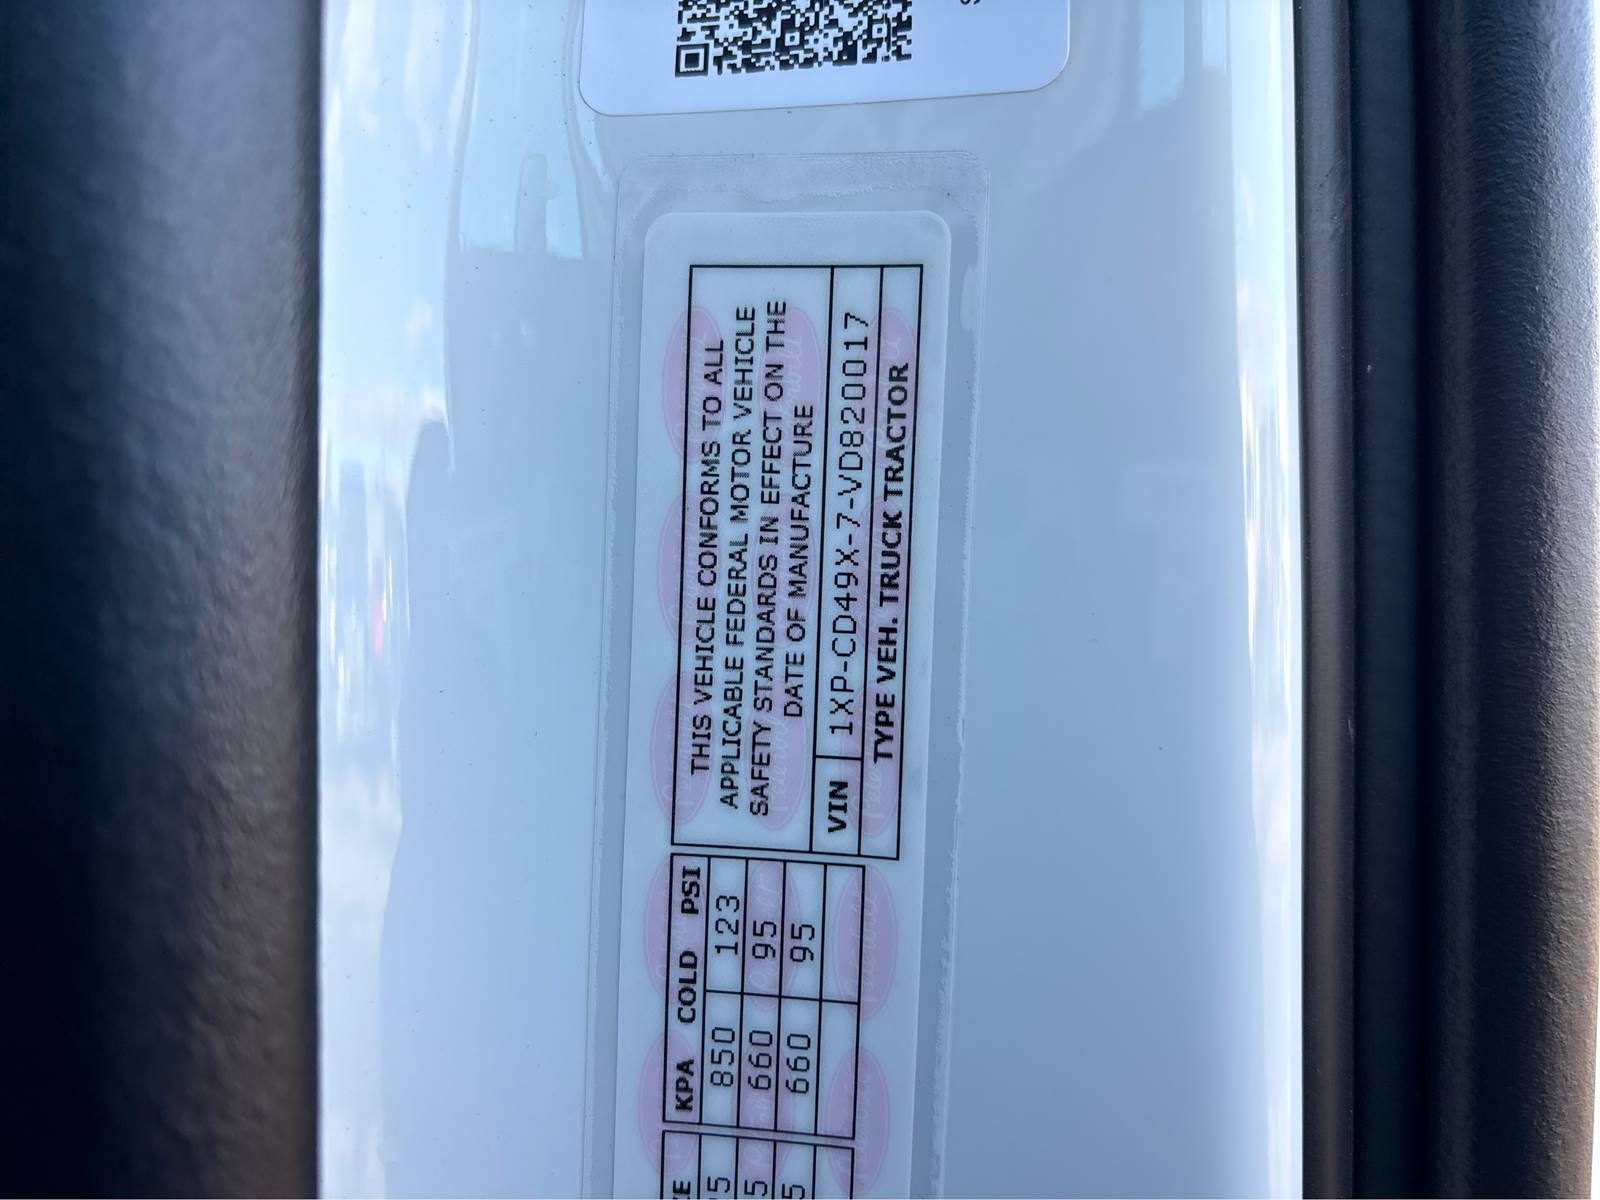 THIS VEHICLE CONFORMS TO ALL
APPLICABLE FEDERAL MOTOR VEHICLE
SAFETY STANDARDS IN EFFECT ON THE
DATE OF MANUFACTURE
VIN 1XP-CD49X-7-VD820017
TYPE VEH. TRUCK TRACTOR
KPA COLD PSI
850 123
660 95
660 95